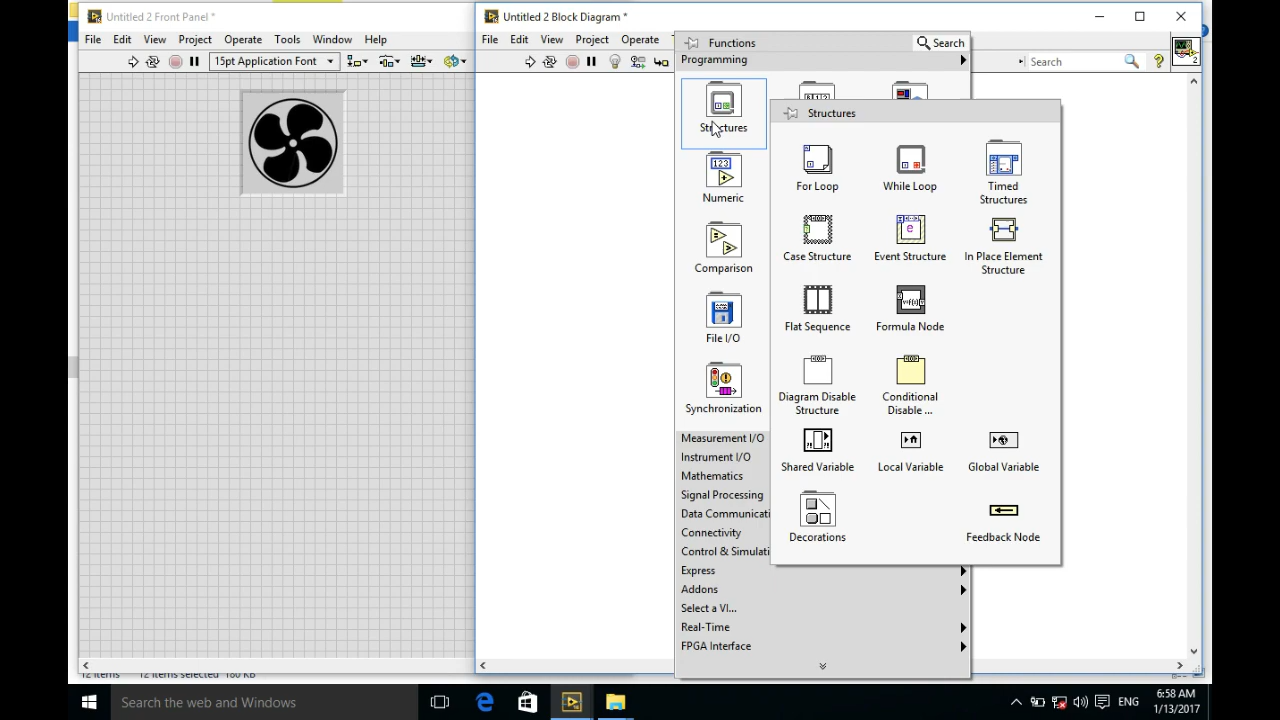 Untitled 2 Front Panel *
File Edit View Project Operate Tools Window Help
15pt Application Font
Untitled 2 Block Diagram *
File Edit View Project Operate
Search
Functions
Search
Programming
Structures
Numeric
Comparison
File I/O
Synchronization
Measurement I/O
Instrument I/O
Mathematics
Signal Processing
Data Communicati
Connectivity
Control & Simulati
Express
Addons
Select a VI...
Real-Time
FPGA Interface
Structures
For Loop
While Loop
Timed
Structures
Case Structure
Event Structure
In Place Element
Structure
Flat Sequence
Formula Node
Diagram Disable
Structure
Conditional
Disable ...
Shared Variable
Local Variable
Global Variable
Decorations
Feedback Node
12 items 12 items selected 180 KB
Search the web and Windows
ENG
6:58 AM
1/13/2017